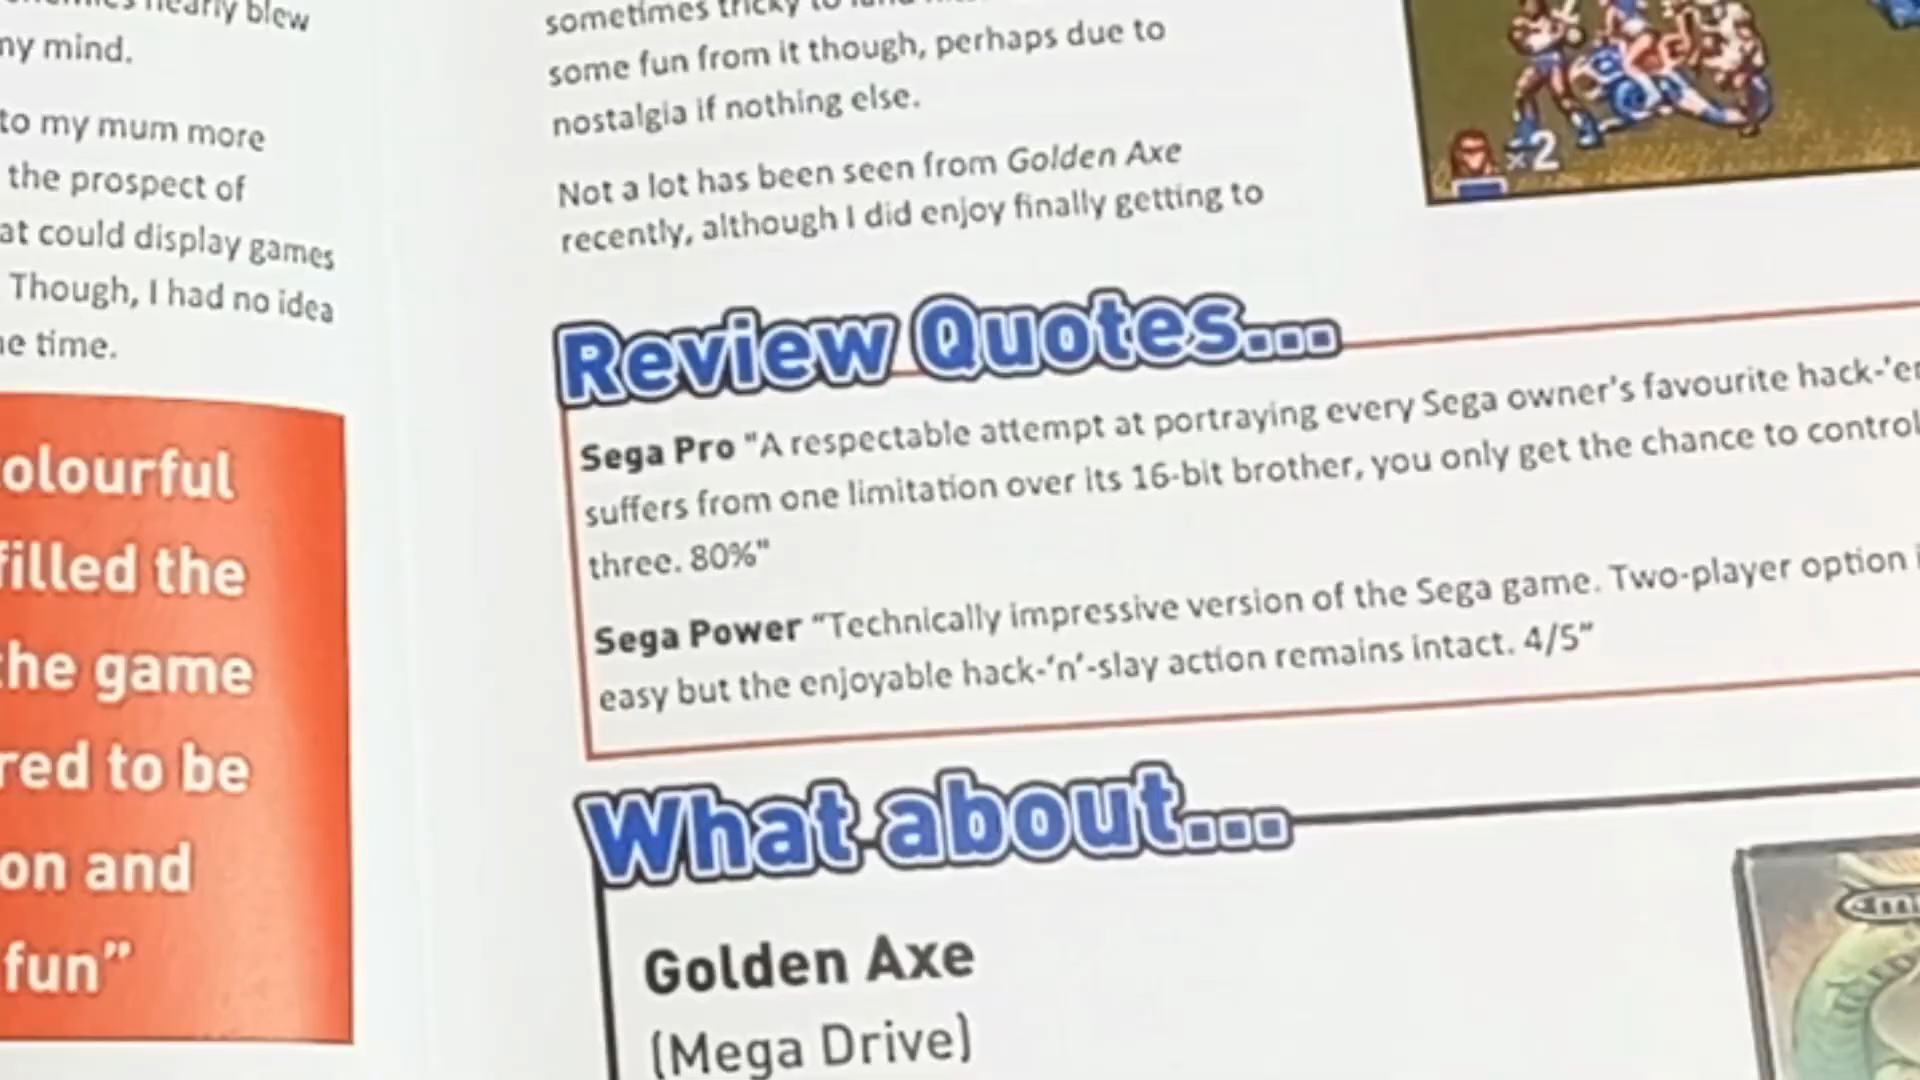 nearly blew
my mind.
to my mum more
the prospect of
at could display games
Though, I had no idea
e time.
olourful
filled the
the game
red to be
on and
fun”
sometimes tricky to
some fun from it though, perhaps due to
nostalgia if nothing else.
Not a lot has been seen from Golden Axe
recently, although I did enjoy finally getting to
x2
Review Quotes...
Sega Pro "A respectable attempt at portraying every Sega owner's favourite hack-'e
suffers from one limitation over its 16-bit brother, you only get the chance to control
three. 80%"
Sega Power “Technically impressive version of the Sega game. Two-player option i
easy but the enjoyable hack-‘n’-slay action remains intact. 4/5”
What about...
Golden Axe
(Mega Drive)